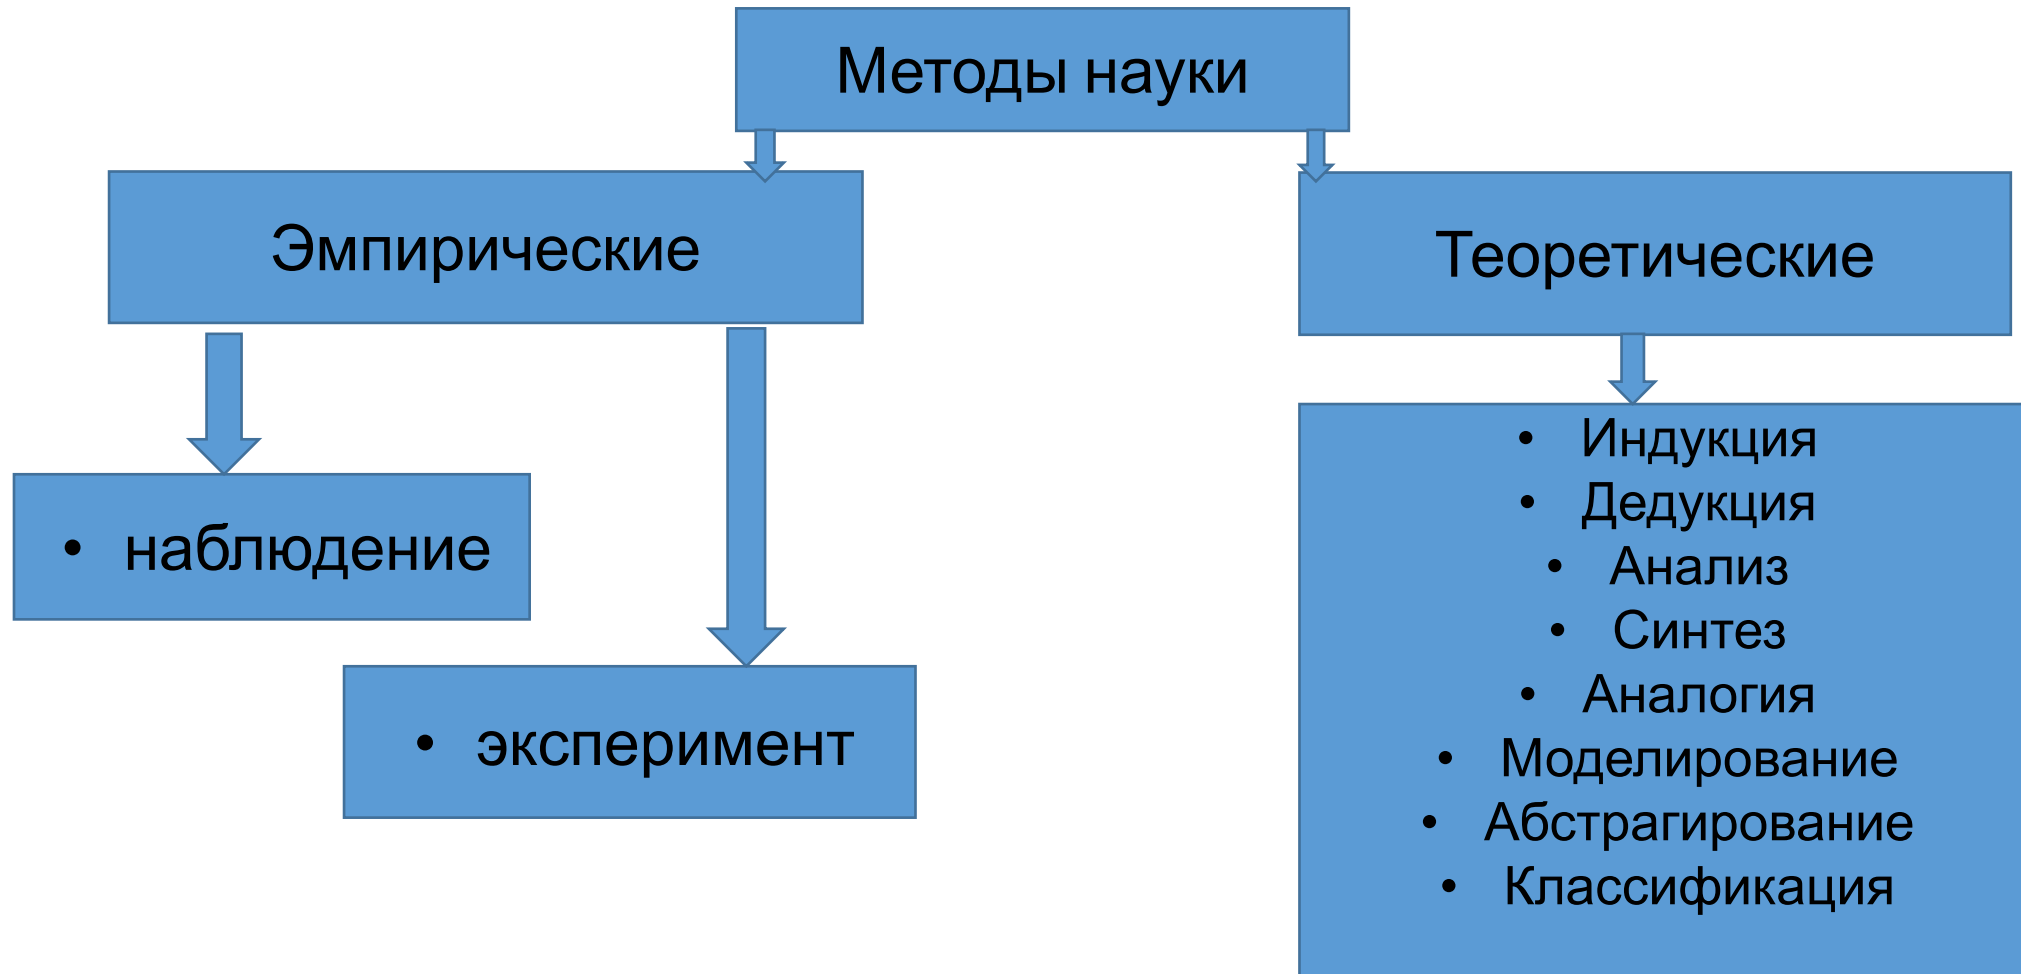 Методы науки
Эмпирические
Теоретические
• наблюдение
• эксперимент
• Индукция
• Дедукция
• Анализ
• Синтез
• Аналогия
• Моделирование
• Абстрагирование
• Классификация